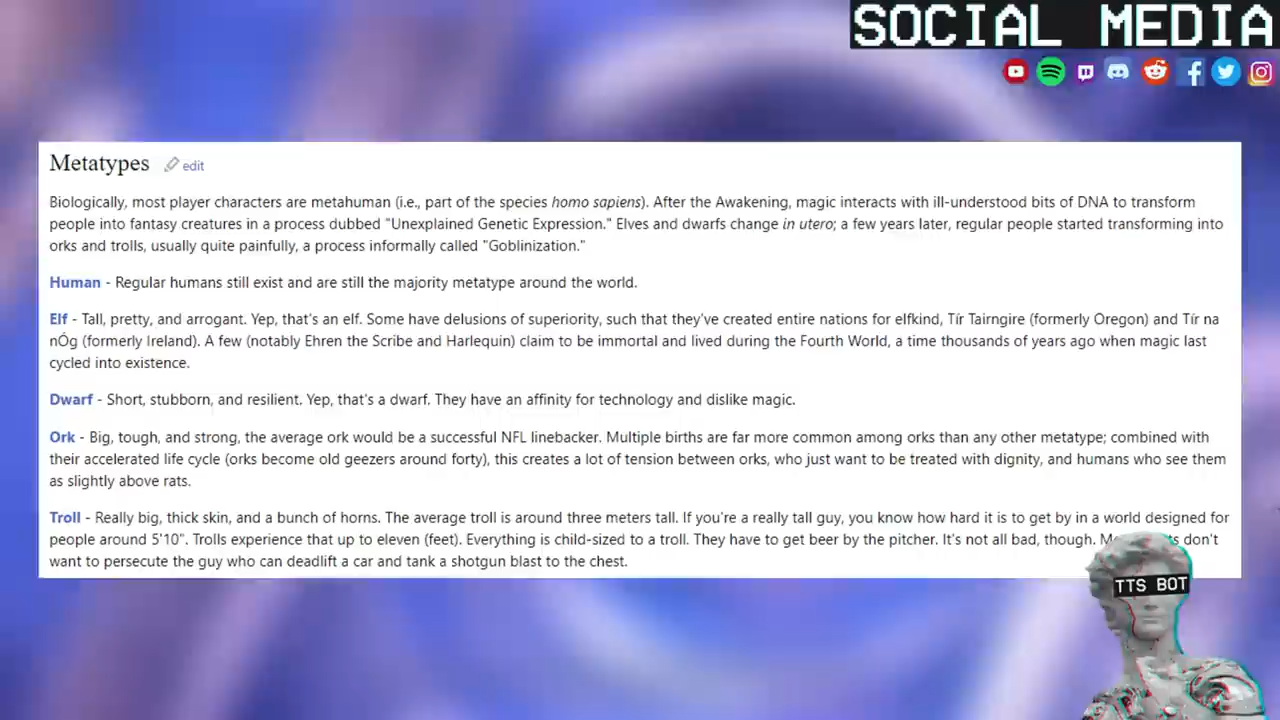 SOCIAL MEDIA
Metatypes edit
Biologically, most player characters are metahuman (i.e., part of the species homo sapiens). After the Awakening, magic interacts with ill-understood bits of DNA to transform
people into fantasy creatures in a process dubbed "Unexplained Genetic Expression." Elves and dwarfs change in utero; a few years later, regular people started transforming into
orks and trolls, usually quite painfully, a process informally called "Goblinization."
Human - Regular humans still exist and are still the majority metatype around the world.
Elf - Tall, pretty, and arrogant. Yep, that's an elf. Some have delusions of superiority, such that they've created entire nations for elfkind, Tír Tairngire (formerly Oregon) and Tír na
nÓg (formerly Ireland). A few (notably Ehren the Scribe and Harlequin) claim to be immortal and lived during the Fourth World, a time thousands of years ago when magic last
cycled into existence.
Dwarf - Short, stubborn, and resilient. Yep, that's a dwarf. They have an affinity for technology and dislike magic.
Ork - Big, tough, and strong, the average ork would be a successful NFL linebacker. Multiple births are far more common among orks than any other metatype; combined with
their accelerated life cycle (orks become old geezers around forty), this creates a lot of tension between orks, who just want to be treated with dignity, and humans who see them
as slightly above rats.
Troll - Really big, thick skin, and a bunch of horns. The average troll is around three meters tall. If you're a really tall guy, you know how hard it is to get by in a world designed for
people around 5'10". Trolls experience that up to eleven (feet). Everything is child-sized to a troll. They have to get beer by the pitcher. It's not all bad, though. don't
want to persecute the guy who can deadlift a car and tank a shotgun blast to the chest.
TTS BOT